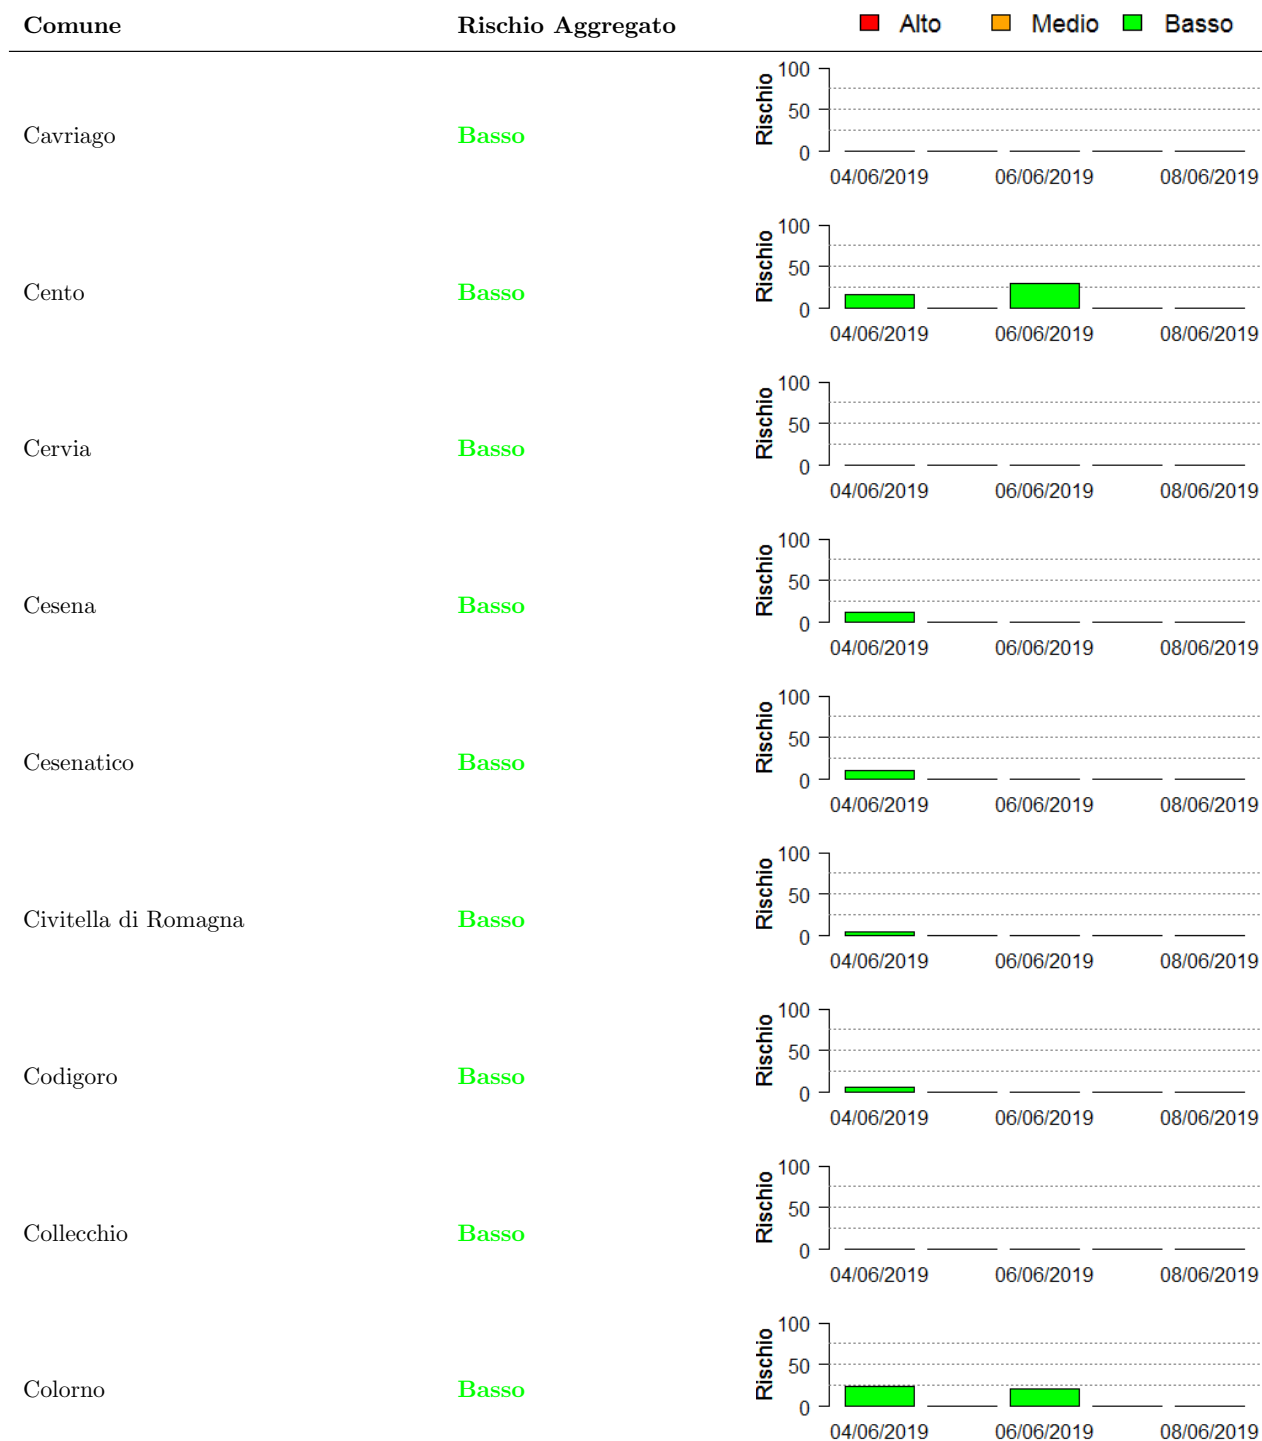 Comune Rischio Aggregato Alto Medio Basso
Cavriago Basso Rischio 100 50 0
04/06/2019 06/06/2019 08/06/2019
Cento Basso Rischio 100 50 0
04/06/2019 06/06/2019 08/06/2019
Cervia Basso Rischio 100 50 0
04/06/2019 06/06/2019 08/06/2019
Cesena Basso Rischio 100 50 0
04/06/2019 06/06/2019 08/06/2019
Cesenatico Basso Rischio 100 50 0
04/06/2019 06/06/2019 08/06/2019
Civitella di Romagna Basso Rischio 100 50 0
04/06/2019 06/06/2019 08/06/2019
Codigoro Basso Rischio 100 50 0
04/06/2019 06/06/2019 08/06/2019
Collecchio Basso Rischio 100 50 0
04/06/2019 06/06/2019 08/06/2019
Colorno Basso Rischio 100 50 0
04/06/2019 06/06/2019 08/06/2019